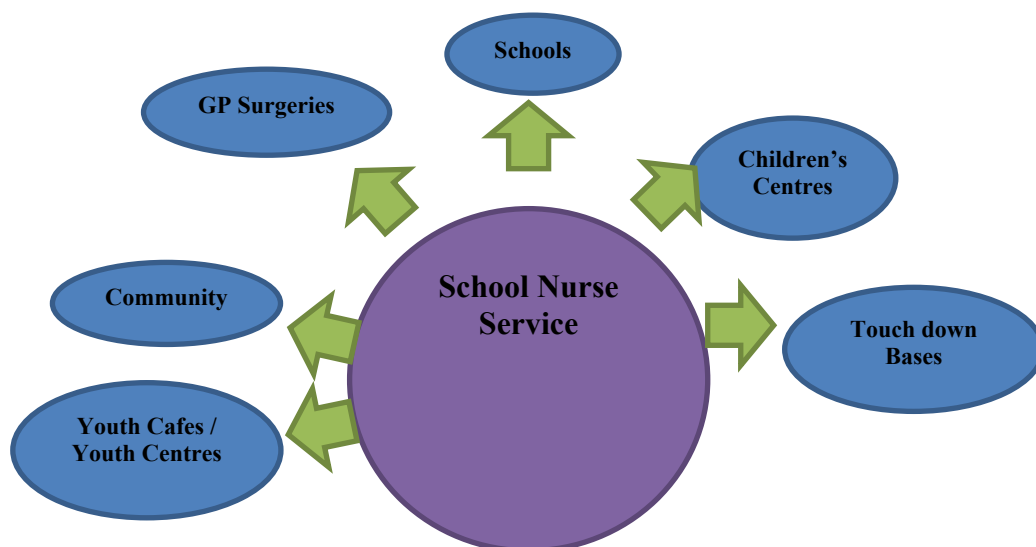 Schools
GP Surgeries
Children’s
Centres
School Nurse
Service
Community
Touch down
Bases
Youth Cafes /
Youth Centres